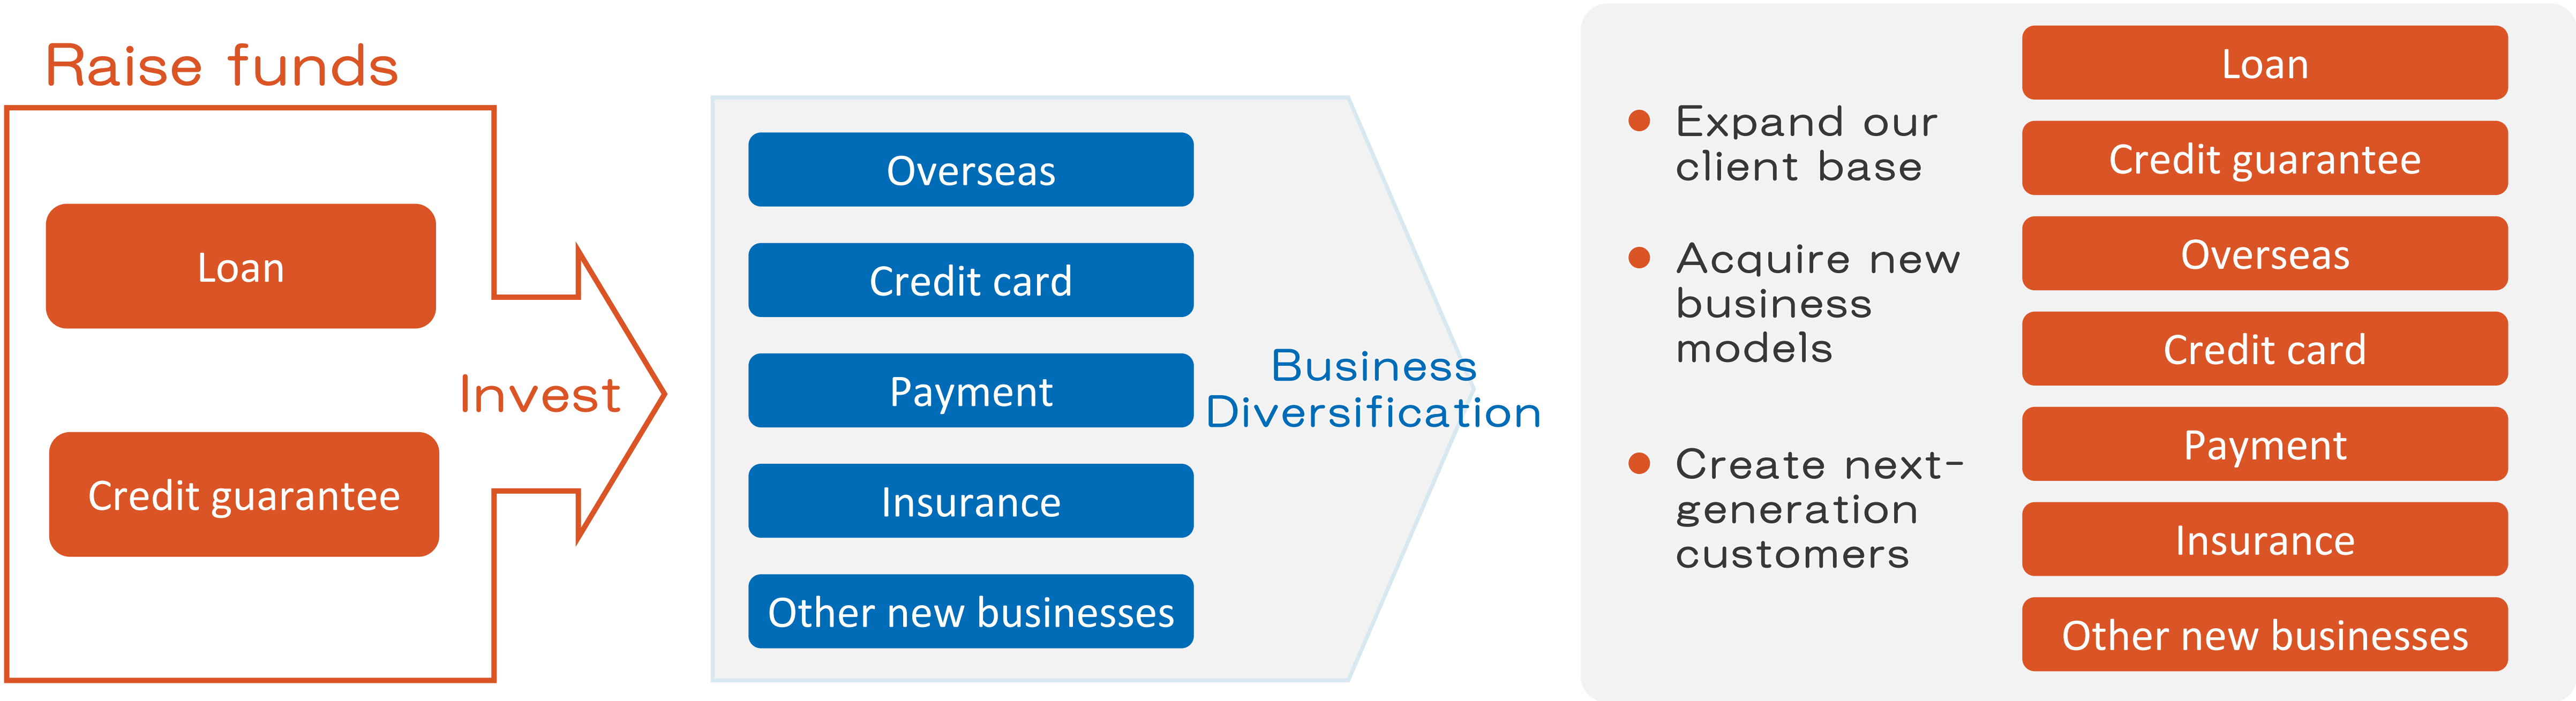 Raise funds
Loan
Credit guarantee
Invest
Overseas
Credit card
Payment
Insurance
Other new businesses
Business
Diversification
Expand our
client base
Acquire new
business
models
Create next-
generation
customers
Loan
Credit guarantee
Overseas
Credit card
Payment
Insurance
Other new businesses